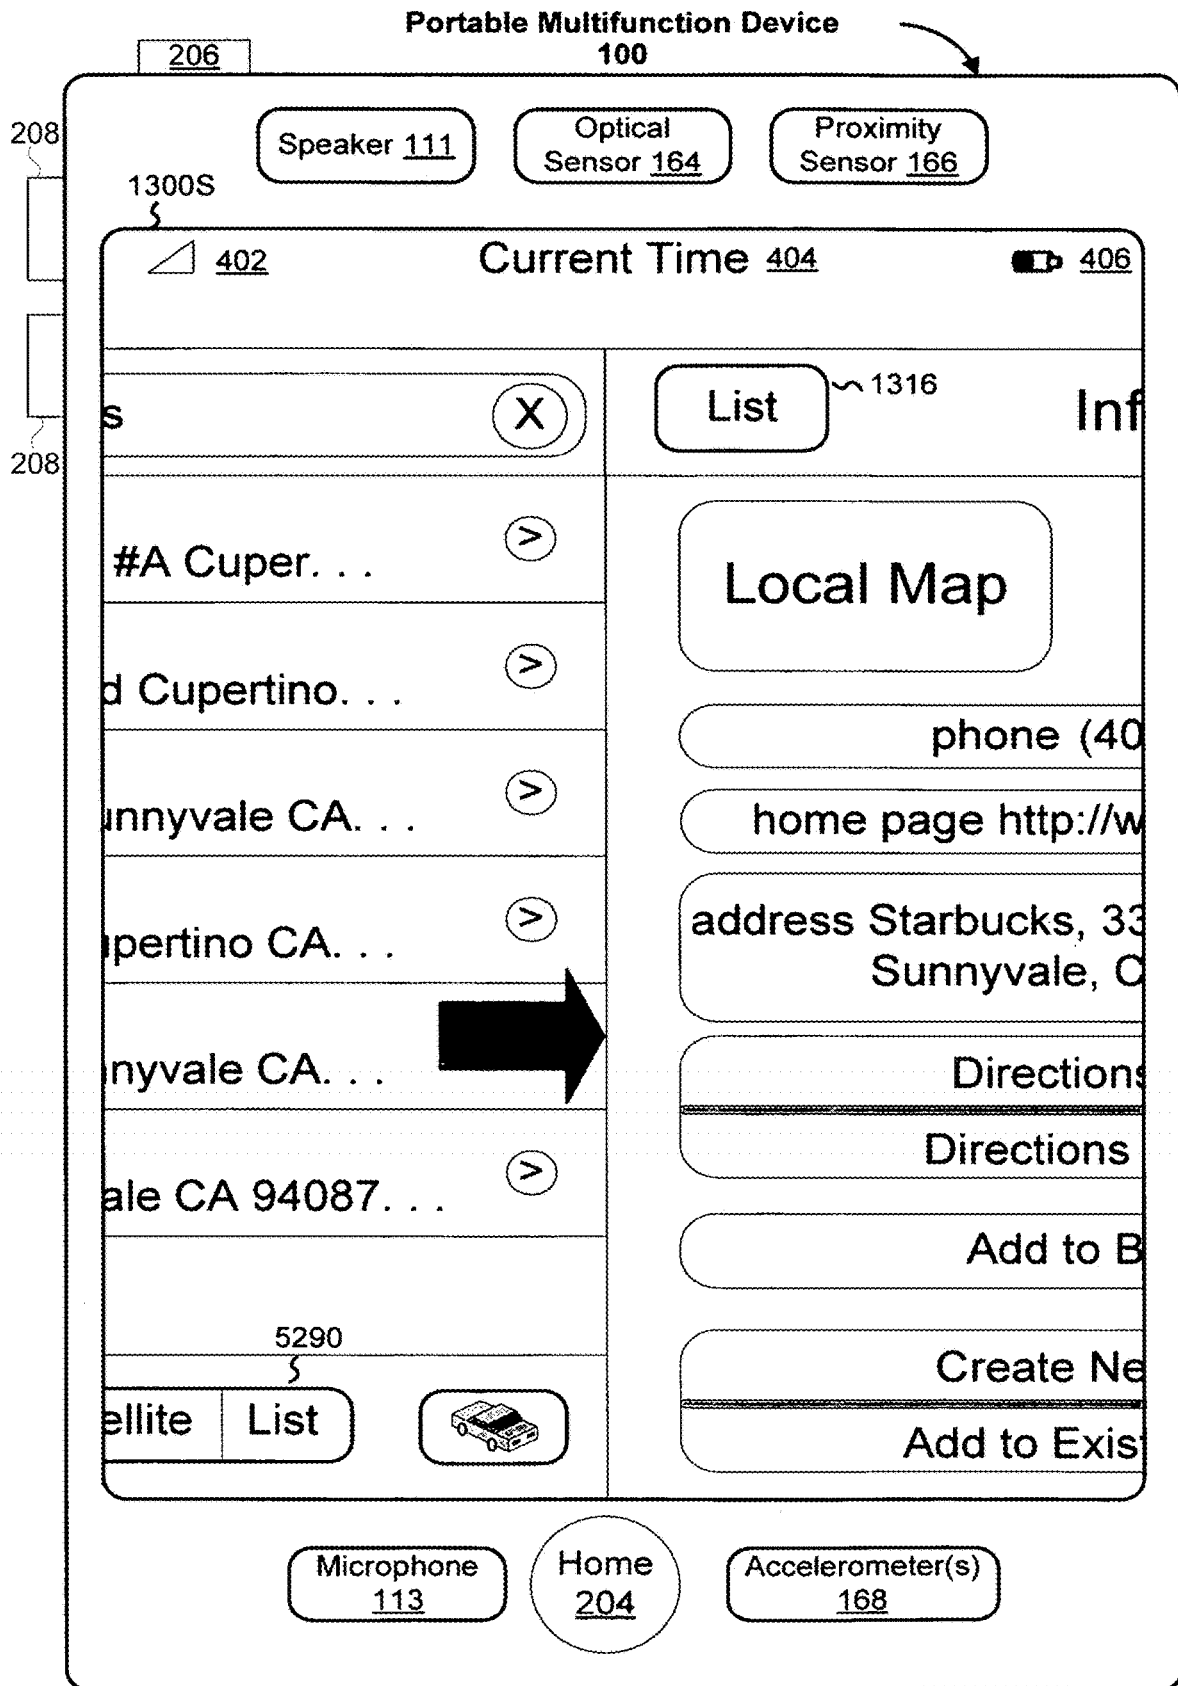 Portable Multifunction Device
100
206
208
208
Speaker 111
Optical
Sensor 164
Proximity
Sensor 166
1300S
402
Current Time 404
406
s
X
#A Cuper. . .
>
d Cupertino. . .
>
unnyvale CA. . .
>
upertino CA. . .
>
nnyvale CA. . .
ale CA 94087. . .
>
5290
ellite
List
List
1316
Inf
Local Map
phone (40
home page http://w
address Starbucks, 33
Sunnyvale, C
Directions
Directions
Add to B
Create Ne
Add to Exis
Microphone
113
Home
204
Accelerometer(s)
168